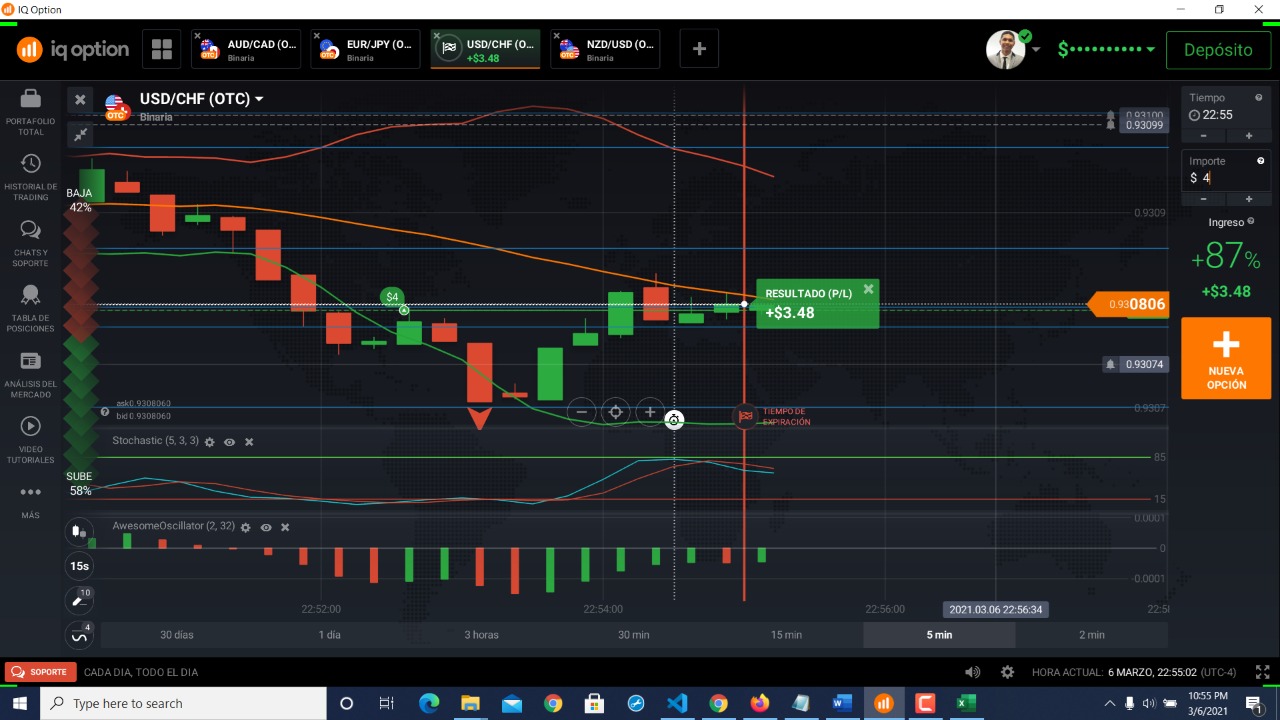 IQ Option
iq option
AUD/CAD (O...
Binaria
EUR/JPY (O...
Binaria
USD/CHF (O...
+$3.48
NZD/USD (O...
Binaria
$••••••••••
Depósito
PORTAFOLIO
TOTAL
HISTORIAL DE
TRADING
CHATS Y
SOPORTE
TABLA DE
POSICIONES
ANÁLISIS DEL
MERCADO
VIDEO
TUTORIALES
MÁS
OTC
USD/CHF (OTC)
Binaria
BAJA
42%
SUBE
58%
$4
RESULTADO (P/L)
+$3.48
0.93100
0.93099
0.9309
0.930806
0.93074
0.9307
ask0.9308060
bid 0.9308060
TIEMPO DE
EXPIRACIÓN
Stochastic (5, 3, 3)
85
15
AwesomeOscillator (2, 32)
0.0001
0
-0.0001
15s
10
4
22:52:00
22:54:00
22:56:00
2021.03.06 22:56:34
22:58
30 días
1 día
3 horas
30 min
15 min
5 min
2 min
Tiempo
22:55
Importe
$ 4
Ingreso
+87%
+$3.48
NUEVA
OPCIÓN
SOPORTE
CADA DIA, TODO EL DIA
HORA ACTUAL: 6 MARZO, 22:55:02 (UTC-4)
Type here to search
10:55 PM
3/6/2021
1